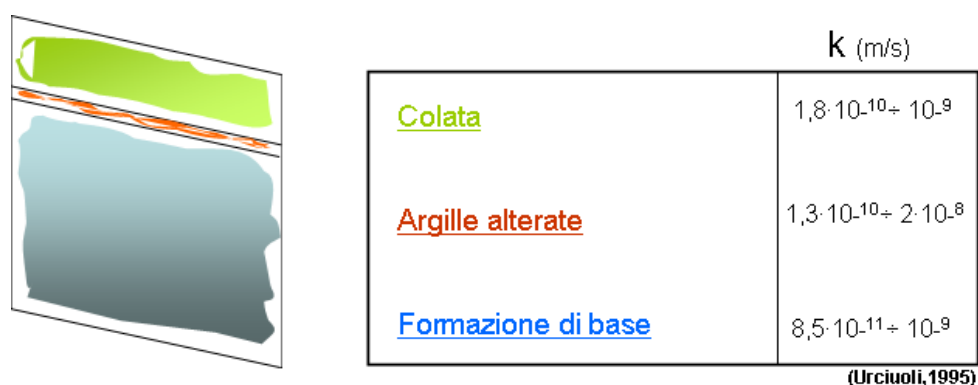 k (m/s)
Colata 1,8·10-¹⁰÷ 10-⁹
Argille alterate 1,3·10-¹⁰÷ 2·10-⁸
Formazione di base 8,5·10-¹¹÷ 10-⁹
(Urciuoli,1995)